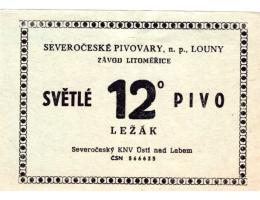 SEVEROČESKÉ PIVOVARY, n. p., LOUNY
ZÁVOD LITOMĚŘICE
SVĚTLÉ 12° PIVO
LEŽÁK
Severočeský KNV Ústí nad Labem
ČSN 566635